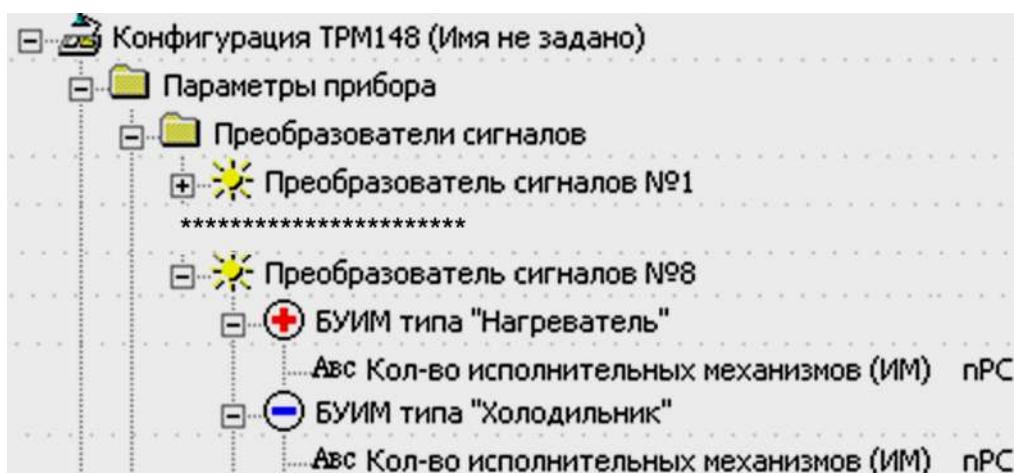 Конфигурация ТРМ148 (Имя не задано)
Параметры прибора
Преобразователи сигналов
Преобразователь сигналов №1
***********************
Преобразователь сигналов №8
БУИМ типа "Нагреватель"
Авс Кол-во исполнительных механизмов (ИМ) nPC
БУИМ типа "Холодильник"
Авс Кол-во исполнительных механизмов (ИМ) nPC